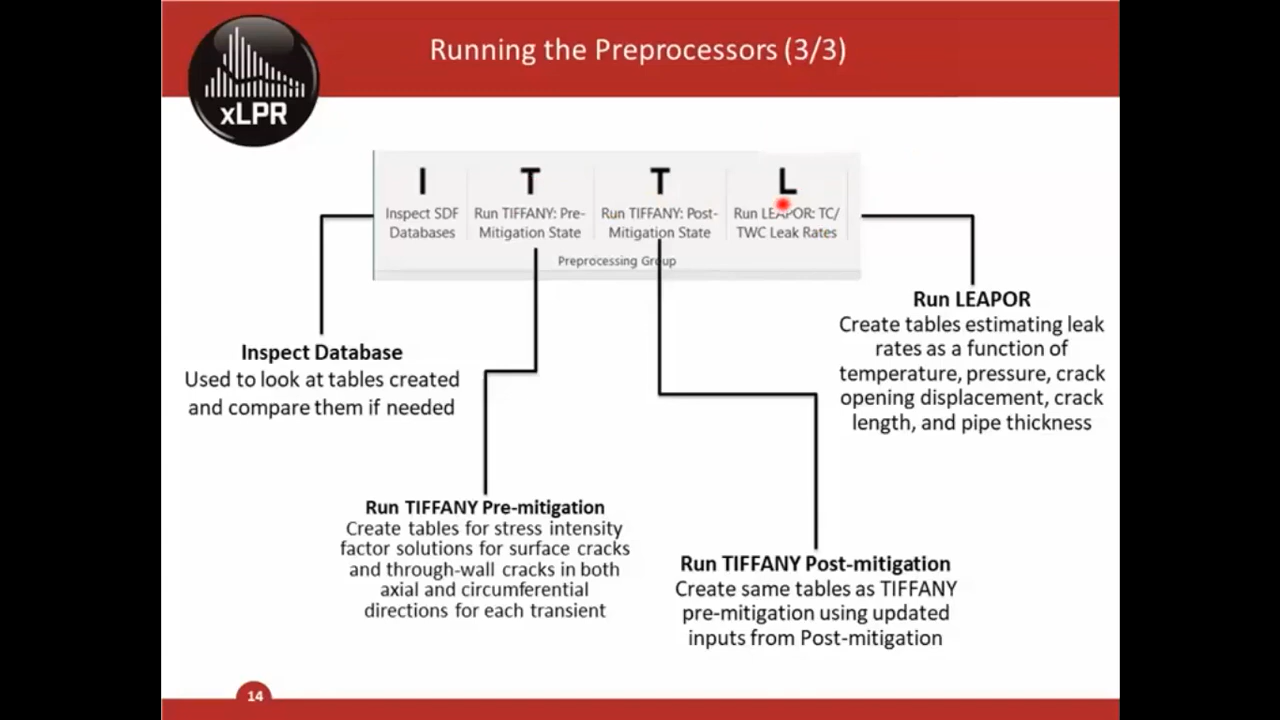 Running the Preprocessors (3/3)
xLPR
I
T
T
L
Inspect SDF
Databases
Run TIFFANY: Pre-
Mitigation State
Run TIFFANY: Post-
Mitigation State
Run LEAPOR: TC/
TWC Leak Rates
Preprocessing Group
Run LEAPOR
Create tables estimating leak
rates as a function of
temperature, pressure, crack
opening displacement, crack
length, and pipe thickness
Inspect Database
Used to look at tables created
and compare them if needed
Run TIFFANY Pre-mitigation
Create tables for stress intensity
factor solutions for surface cracks
and through-wall cracks in both
axial and circumferential
directions for each transient
Run TIFFANY Post-mitigation
Create same tables as TIFFANY
pre-mitigation using updated
inputs from Post-mitigation
14